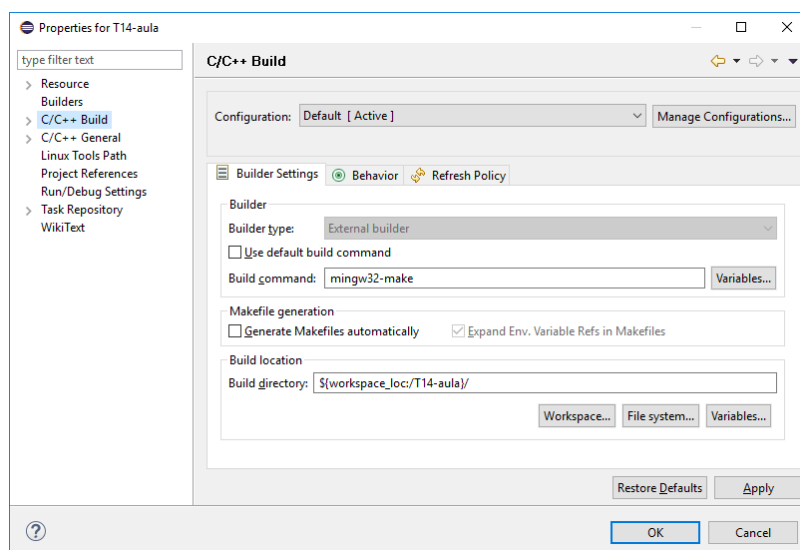 Properties for T14-aula
type filter text
Resource
Builders
C/C++ Build
C/C++ General
Linux Tools Path
Project References
Run/Debug Settings
Task Repository
WikiText
C/C++ Build
Configuration: Default [ Active ] Manage Configurations...
Builder Settings Behavior Refresh Policy
Builder
Builder type: External builder
Use default build command
Build command: mingw32-make Variables...
Makefile generation
Generate Makefiles automatically Expand Env. Variable Refs in Makefiles
Build location
Build directory: ${workspace_loc:/T14-aula}/
Workspace... File system... Variables...
Restore Defaults Apply
? OK Cancel